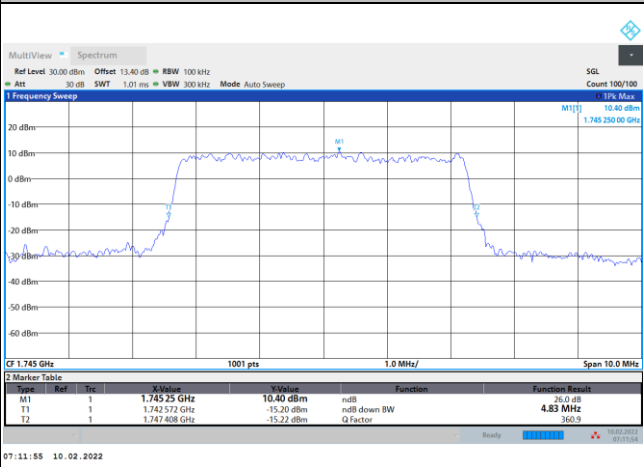 MultiView Spectrum
Ref Level 30.00 dBm Offset 13.40 dB RBW 100 kHz SGL
Att 30 dB SWT 1.01 ms VBW 300 kHz Mode Auto Sweep Count 100/100
1 Frequency Sweep 1Pk Max
M1[1] 10.40 dBm
1.745 250 00 GHz
20 dBm
M1
10 dBm
0 dBm
-10 dBm
T1 T2
-20 dBm
-30 dBm
-40 dBm
-50 dBm
-60 dBm
CF 1.745 GHz 1001 pts 1.0 MHz/ Span 10.0 MHz
2 Marker Table
Type Ref Trc X-Value Y-Value Function Function Result
M1 1 1.745 25 GHz 10.40 dBm ndB 26.0 dB
T1 1 1.742 572 GHz -15.20 dBm ndB down BW 4.83 MHz
T2 1 1.747 408 GHz -15.22 dBm Q Factor 360.9
Ready 10.02.2022
07:11:54
07:11:55 10.02.2022